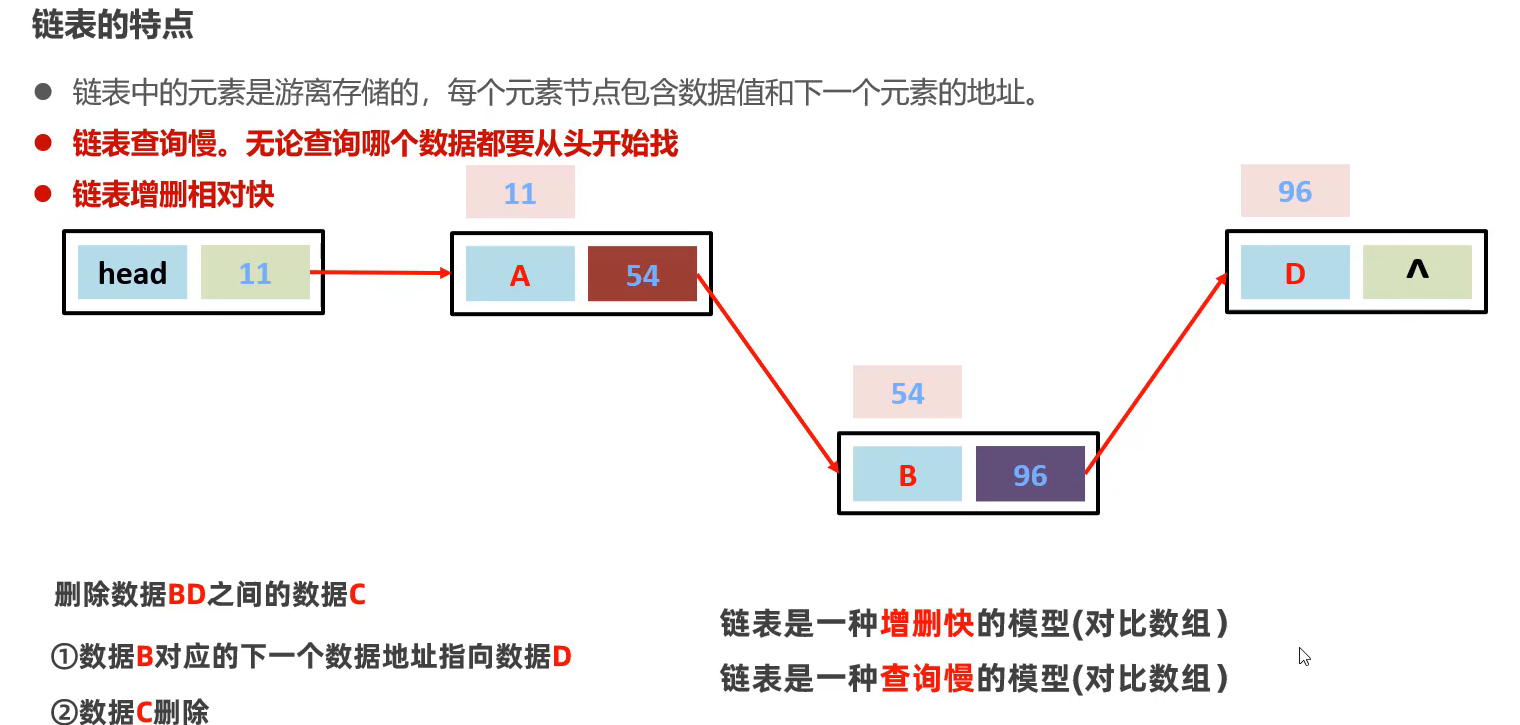 链表的特点
链表中的元素是游离存储的，每个元素节点包含数据值和下一个元素的地址。
链表查询慢。无论查询哪个数据都要从头开始找
链表增删相对快
11
96
head 11
A 54
D ^
54
B 96
删除数据BD之间的数据C
①数据B对应的下一个数据地址指向数据D
②数据C删除
链表是一种增删快的模型(对比数组）
链表是一种查询慢的模型(对比数组）